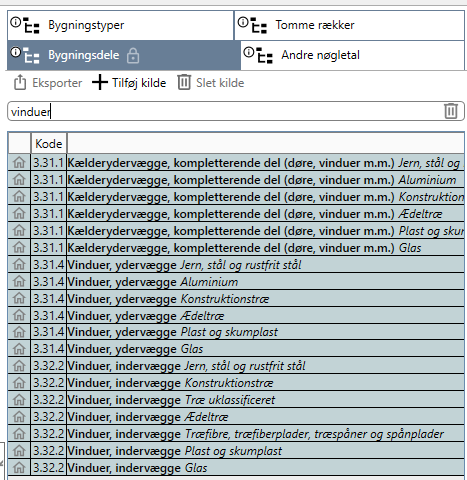 Bygningstyper
Tomme rækker
Bygningsdele
Andre nøgletal
Eksporter
Tilføj kilde
Slet kilde
vinduer
Kode
3.31.1 Kælderydervægge, kompletterende del (døre, vinduer m.m.) Jern, stål og
3.31.1 Kælderydervægge, kompletterende del (døre, vinduer m.m.) Aluminium
3.31.1 Kælderydervægge, kompletterende del (døre, vinduer m.m.) Konstruktion
3.31.1 Kælderydervægge, kompletterende del (døre, vinduer m.m.) Ædeltræ
3.31.1 Kælderydervægge, kompletterende del (døre, vinduer m.m.) Plast og skum
3.31.1 Kælderydervægge, kompletterende del (døre, vinduer m.m.) Glas
3.31.4 Vinduer, ydervægge Jern, stål og rustfrit stål
3.31.4 Vinduer, ydervægge Aluminium
3.31.4 Vinduer, ydervægge Konstruktionstræ
3.31.4 Vinduer, ydervægge Ædeltræ
3.31.4 Vinduer, ydervægge Plast og skumplast
3.31.4 Vinduer, ydervægge Glas
3.32.2 Vinduer, indervægge Jern, stål og rustfrit stål
3.32.2 Vinduer, indervægge Konstruktionstræ
3.32.2 Vinduer, indervægge Træ uklassificeret
3.32.2 Vinduer, indervægge Ædeltræ
3.32.2 Vinduer, indervægge Træfibre, træfiberplader, træspåner og spånplader
3.32.2 Vinduer, indervægge Plast og skumplast
3.32.2 Vinduer, indervægge Glas